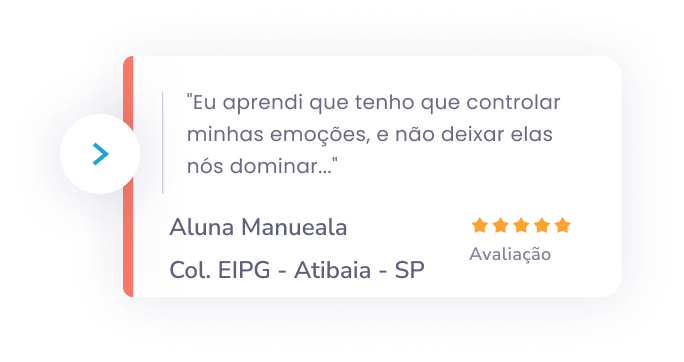 "Eu aprendi que tenho que controlar
minhas emoções, e não deixar elas
nós dominar..."
Aluna Manueala
Col. EIPG - Atibaia - SP
Avaliação